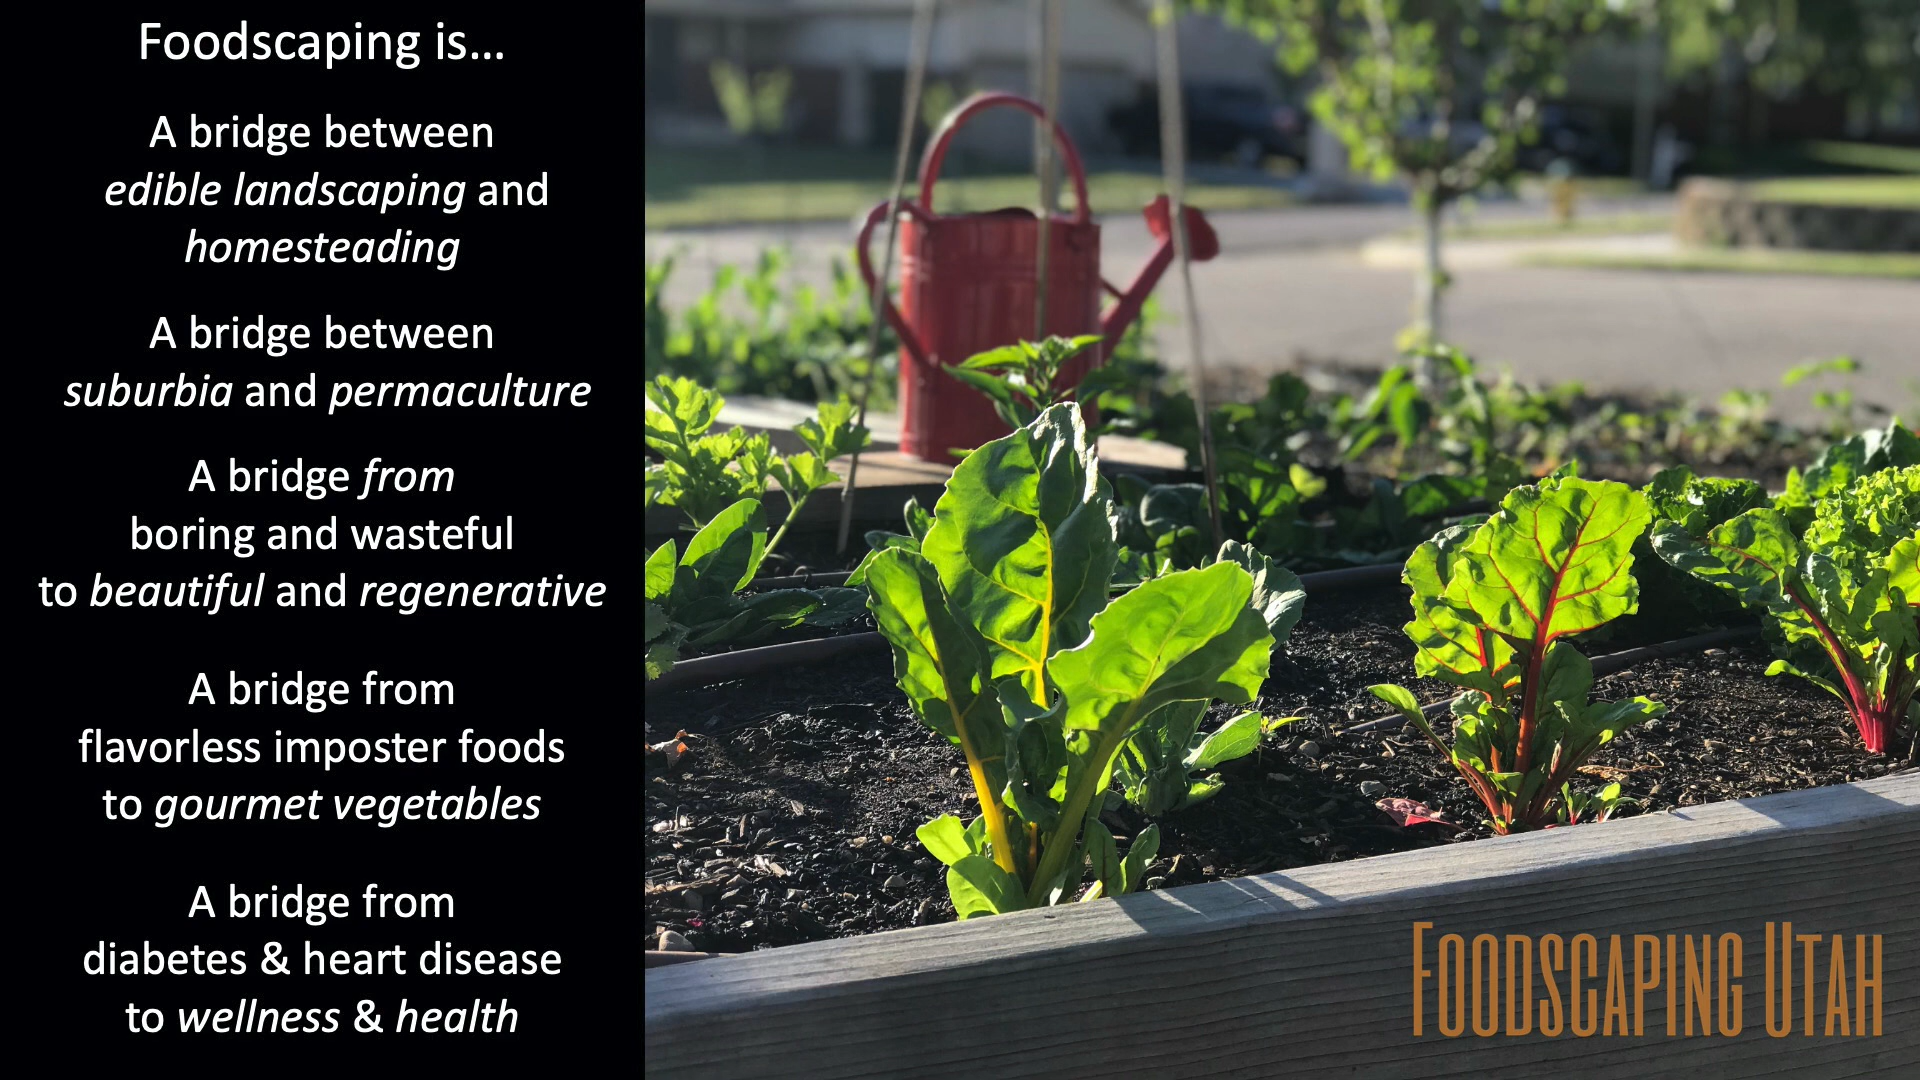 Foodscaping is...
A bridge between
edible landscaping and
homesteading
A bridge between
suburbia and permaculture
A bridge from
boring and wasteful
to beautiful and regenerative
A bridge from
flavorless imposter foods
to gourmet vegetables
A bridge from
diabetes & heart disease
to wellness & health
FOODSCAPING UTAH